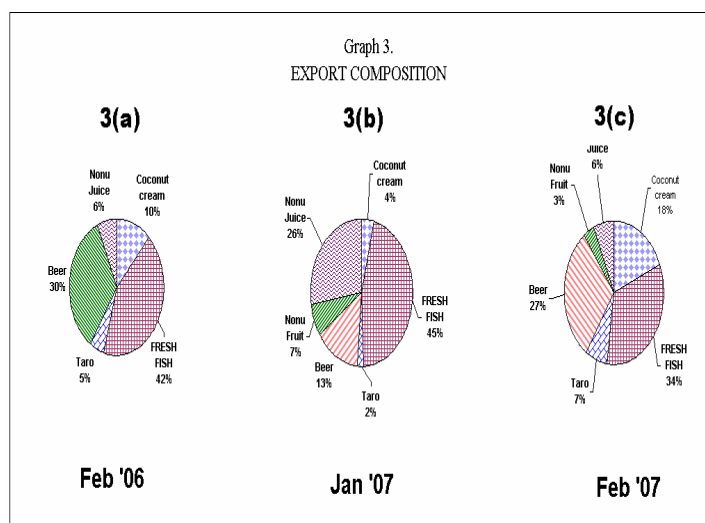 Graph 3.
EXPORT COMPOSITION
3(a)
Nonu
Juice
6%
Coconut
cream
10%
Beer
30%
Taro
5%
FRESH
FISH
42%
Feb '06
3(b)
Coconut
cream
4%
Nonu
Juice
26%
FRESH
FISH
45%
Nonu
Fruit
7%
Beer
13%
Taro
2%
Jan '07
3(c)
Juice
6%
Nonu
Fruit
3%
Coconut
cream
18%
Beer
27%
Taro
7%
FRESH
FISH
34%
Feb '07